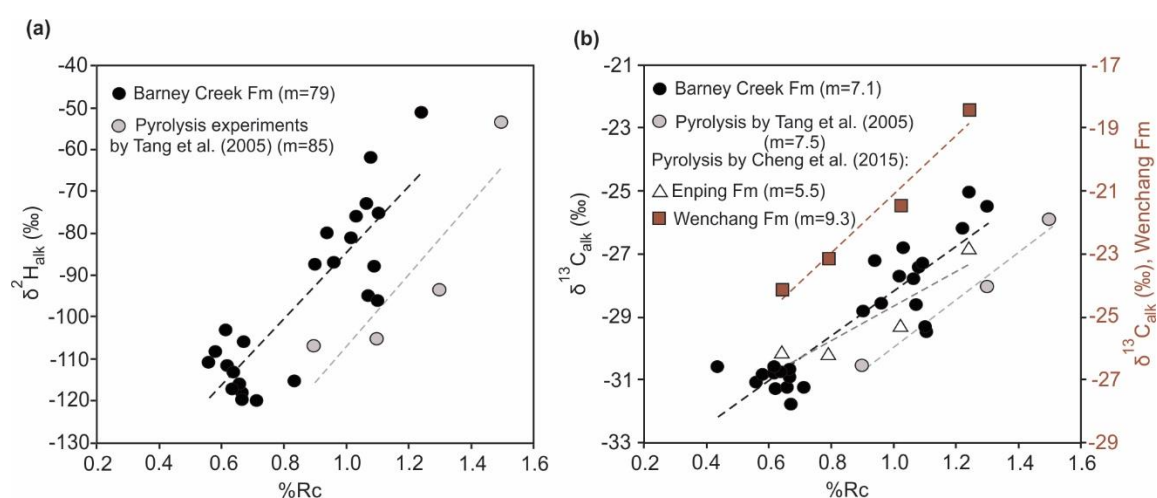 (a)
-40
-50
-60
-70
-80
-90
-100
-110
-120
-130
δ²H_alk (‰)
Barney Creek Fm (m=79)
Pyrolysis experiments
by Tang et al. (2005) (m=85)
0.2 0.4 0.6 0.8 1.0 1.2 1.4 1.6
%Rc
(b)
-21
-23
-25
-27
-29
-31
-33
δ¹³C_alk (‰)
Barney Creek Fm (m=7.1)
Pyrolysis by Tang et al. (2005)
(m=7.5)
Pyrolysis by Cheng et al. (2015):
Enping Fm (m=5.5)
Wenchang Fm (m=9.3)
0.2 0.4 0.6 0.8 1.0 1.2 1.4 1.6
%Rc
-17
-19
-21
-23
-25
-27
-29
δ¹³C_alk (‰), Wenchang Fm